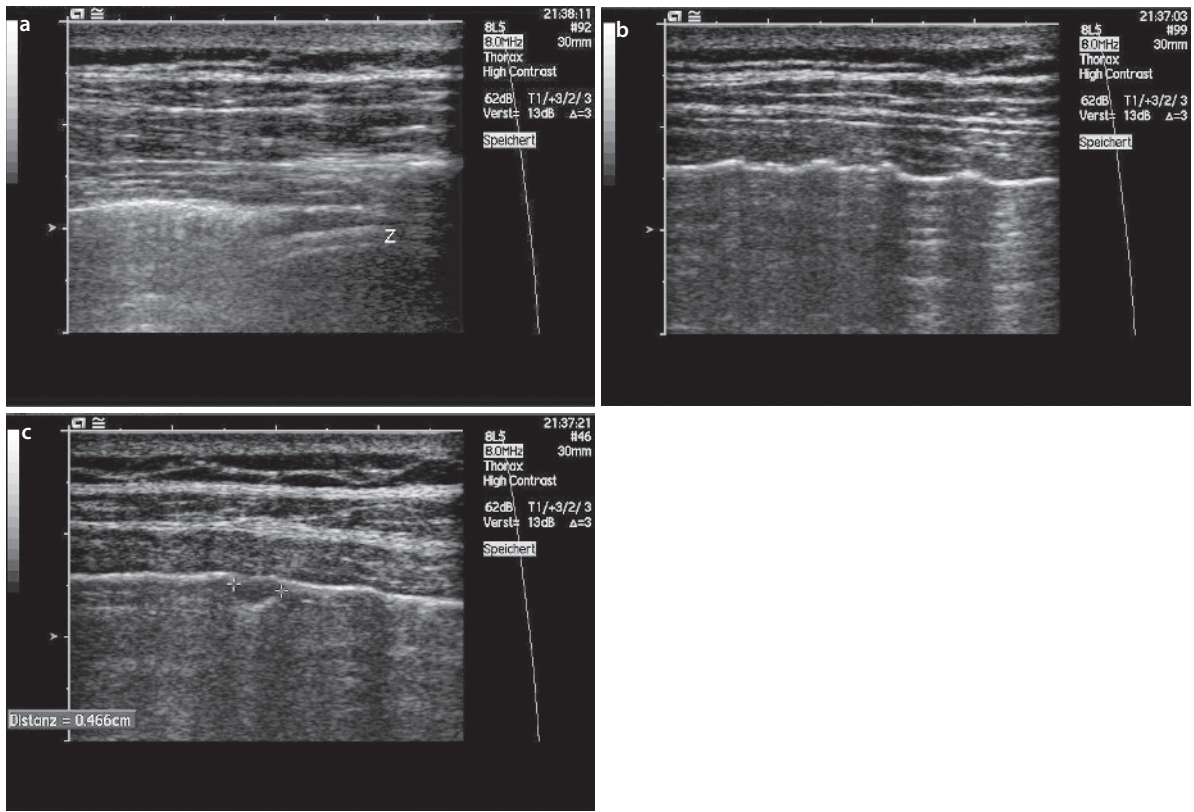 a
21:38:11
8L5 #92
8.0MHz 30mm
Thorax
High Contrast
62dB T1/+3/2/ 3
Verst= 13dB Δ=3
Speichert
Z
b
21:37:03
8L5 #99
8.0MHz 30mm
Thorax
High Contrast
62dB T1/+3/2/ 3
Verst= 13dB Δ=3
Speichert
c
21:37:21
8L5 #46
8.0MHz 30mm
Thorax
High Contrast
62dB T1/+3/2/ 3
Verst= 13dB Δ=3
Speichert
Distanz = 0.466cm